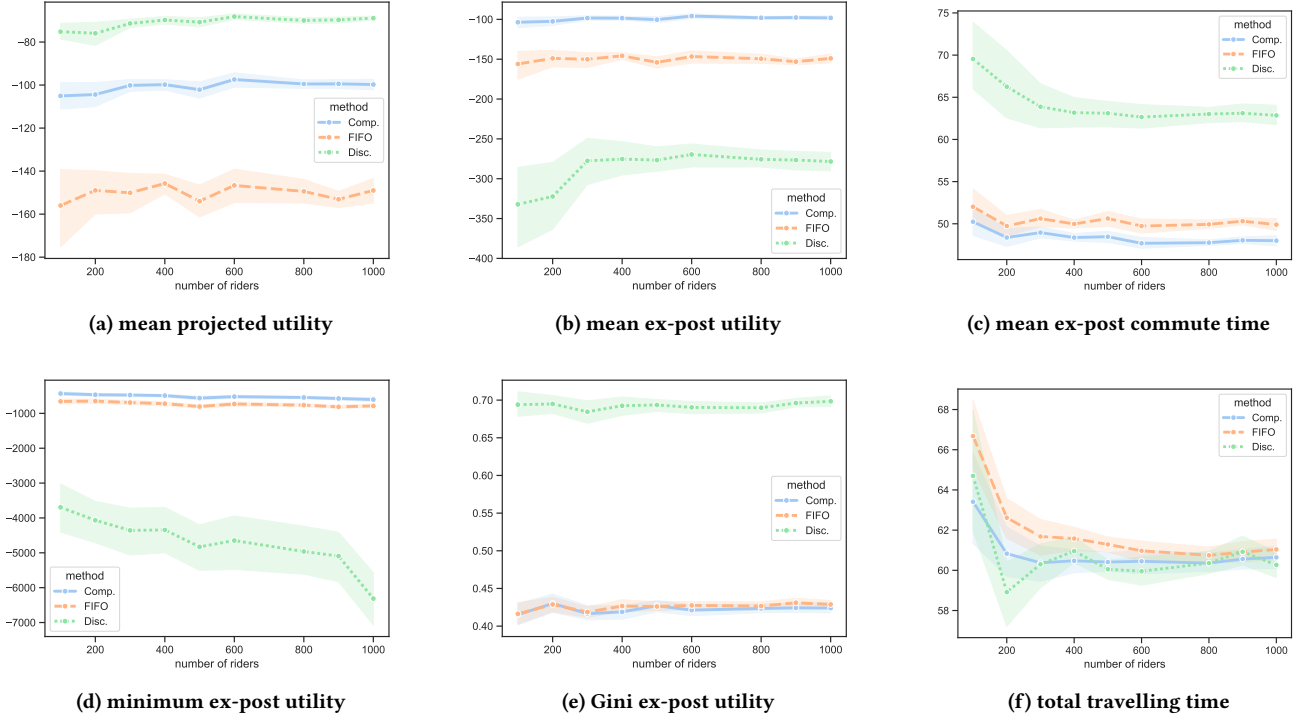 −80
−100
−120
−140
−160
−180
200
400
600
800
1000
number of riders
method
Comp.
FIFO
Disc.
(a) mean projected utility
−100
−150
−200
−250
−300
−350
−400
200
400
600
800
1000
number of riders
method
Comp.
FIFO
Disc.
(b) mean ex-post utility
75
70
65
60
55
50
200
400
600
800
1000
number of riders
method
Comp.
FIFO
Disc.
(c) mean ex-post commute time
−1000
−2000
−3000
−4000
−5000
−6000
−7000
200
400
600
800
1000
number of riders
method
Comp.
FIFO
Disc.
(d) minimum ex-post utility
0.70
0.65
0.60
0.55
0.50
0.45
0.40
200
400
600
800
1000
number of riders
method
Comp.
FIFO
Disc.
(e) Gini ex-post utility
68
66
64
62
60
58
200
400
600
800
1000
number of riders
method
Comp.
FIFO
Disc.
(f) total travelling time